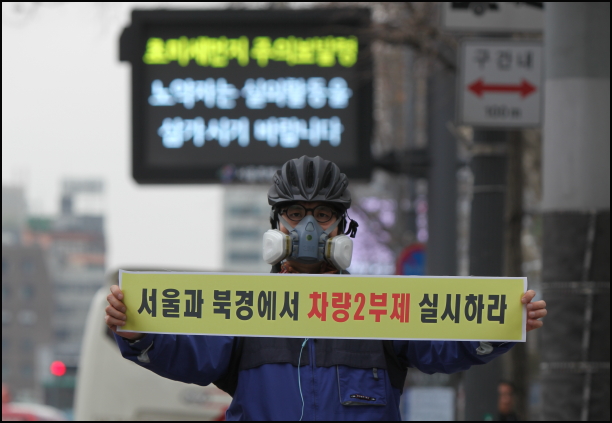 초미세먼지 주의보발령
노약자는 실외활동을
삼가시기 바랍니다
구간내
서울과 북경에서 차량2부제 실시하라